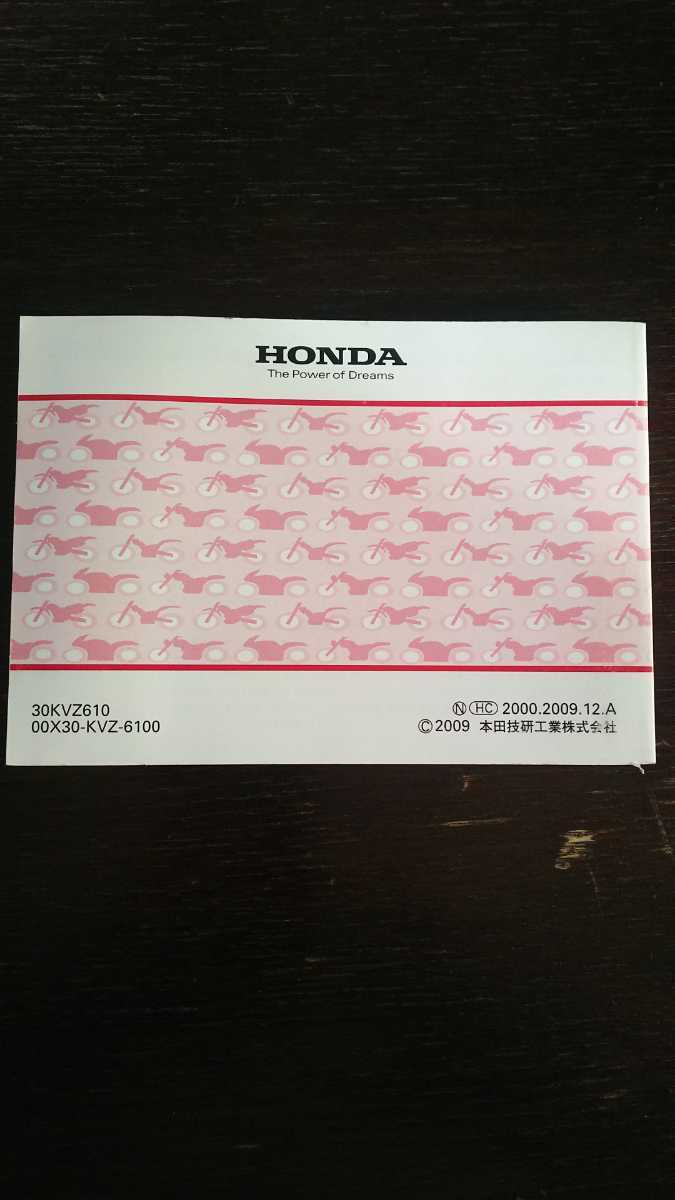 HONDA
The Power of Dreams
30KVZ610
00X30-KVZ-6100
Ⓝ HC 2000.2009.12.A
©2009 本田技研工業株式会社